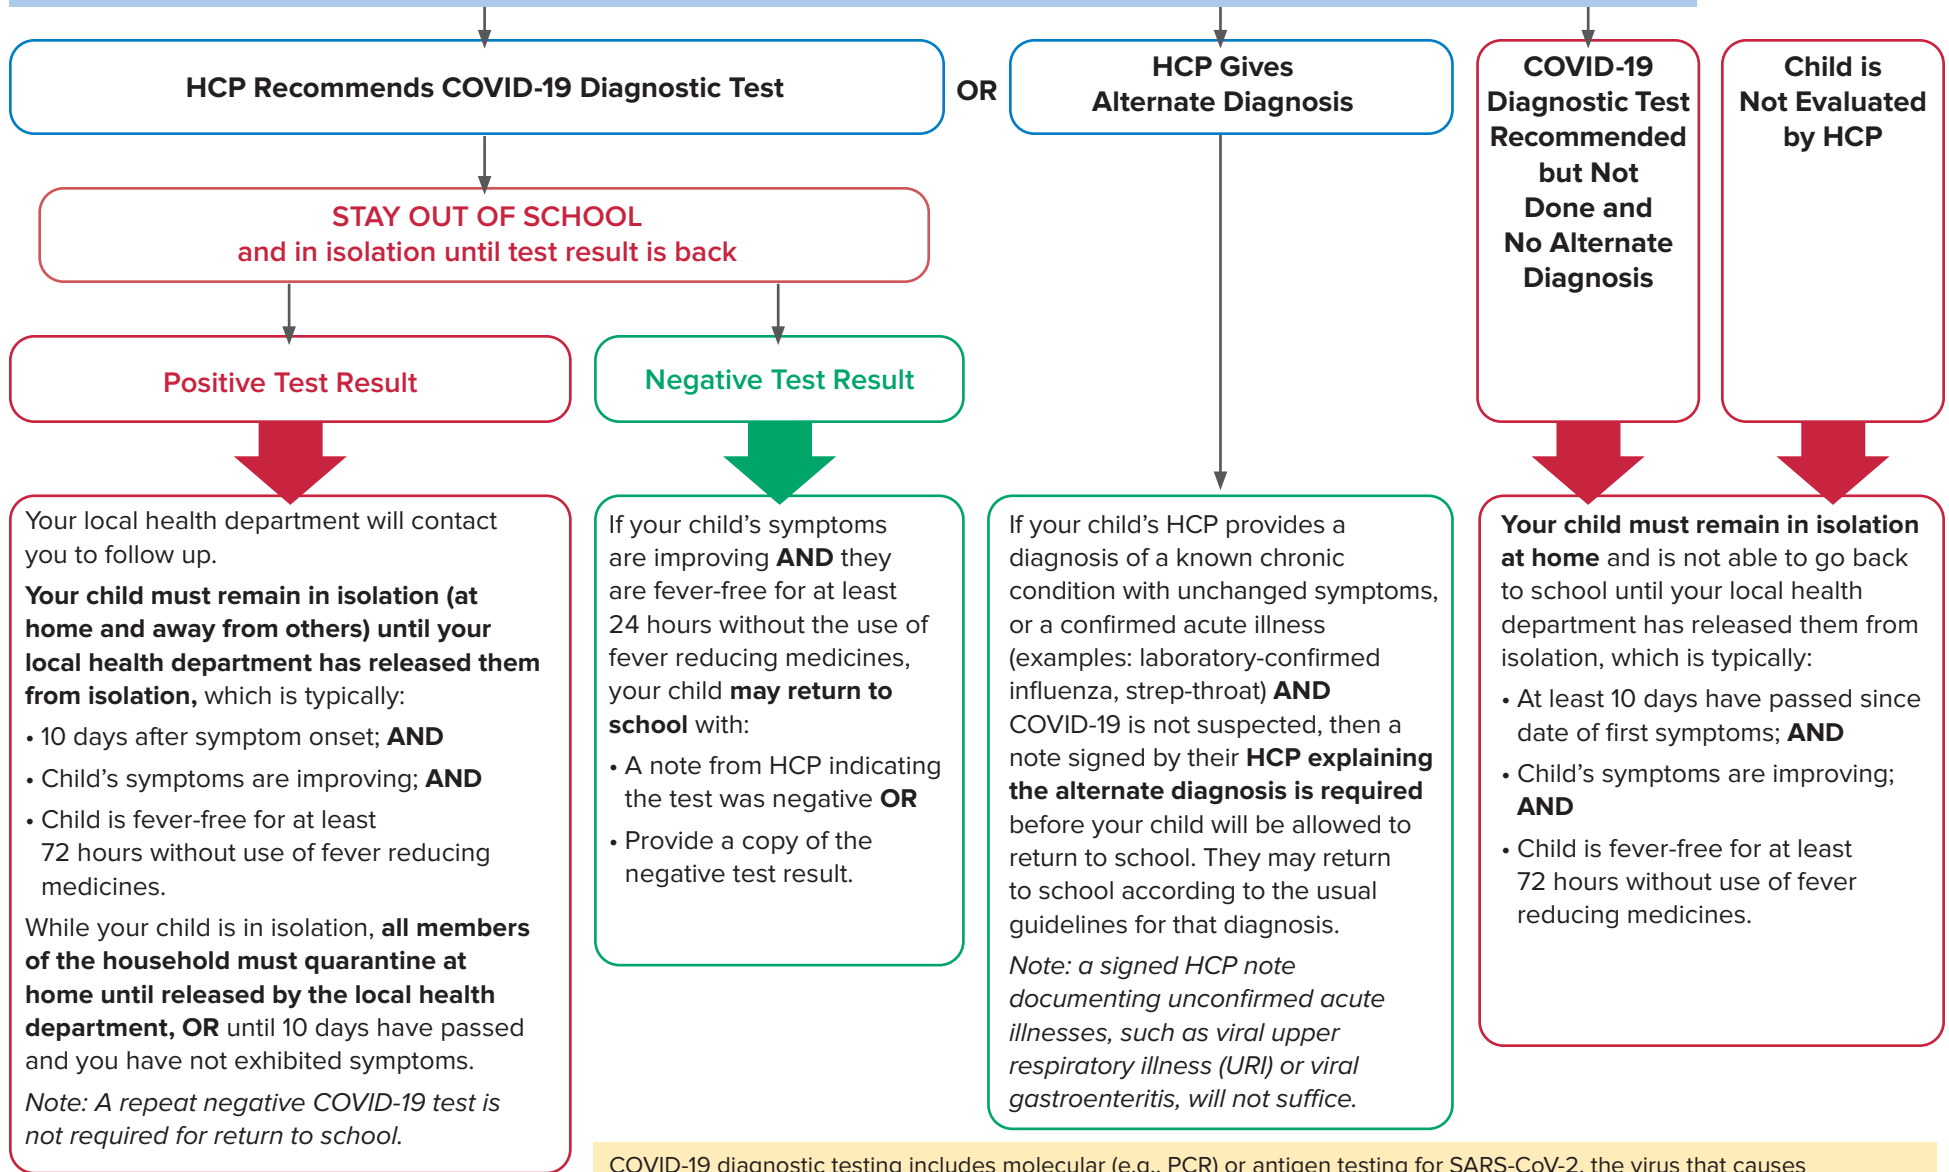 HCP Recommends COVID-19 Diagnostic Test
OR
HCP Gives
Alternate Diagnosis
COVID-19
Diagnostic Test
Recommended
but Not
Done and
No Alternate
Diagnosis
Child is
Not Evaluated
by HCP
STAY OUT OF SCHOOL
and in isolation until test result is back
Positive Test Result
Negative Test Result
Your local health department will contact
you to follow up.
Your child must remain in isolation (at
home and away from others) until your
local health department has released them
from isolation, which is typically:
• 10 days after symptom onset; AND
• Child’s symptoms are improving; AND
• Child is fever-free for at least
72 hours without use of fever reducing
medicines.
While your child is in isolation, all members
of the household must quarantine at
home until released by the local health
department, OR until 10 days have passed
and you have not exhibited symptoms.
Note: A repeat negative COVID-19 test is
not required for return to school.
If your child’s symptoms
are improving AND they
are fever-free for at least
24 hours without the use of
fever reducing medicines,
your child may return to
school with:
• A note from HCP indicating
the test was negative OR
• Provide a copy of the
negative test result.
If your child’s HCP provides a
diagnosis of a known chronic
condition with unchanged symptoms,
or a confirmed acute illness
(examples: laboratory-confirmed
influenza, strep-throat) AND
COVID-19 is not suspected, then a
note signed by their HCP explaining
the alternate diagnosis is required
before your child will be allowed to
return to school. They may return
to school according to the usual
guidelines for that diagnosis.
Note: a signed HCP note
documenting unconfirmed acute
illnesses, such as viral upper
respiratory illness (URI) or viral
gastroenteritis, will not suffice.
Your child must remain in isolation
at home and is not able to go back
to school until your local health
department has released them from
isolation, which is typically:
• At least 10 days have passed since
date of first symptoms; AND
• Child’s symptoms are improving;
AND
• Child is fever-free for at least
72 hours without use of fever
reducing medicines.
COVID-19 diagnostic testing includes molecular (e.g., PCR) or antigen testing for SARS-CoV-2, the virus that causes